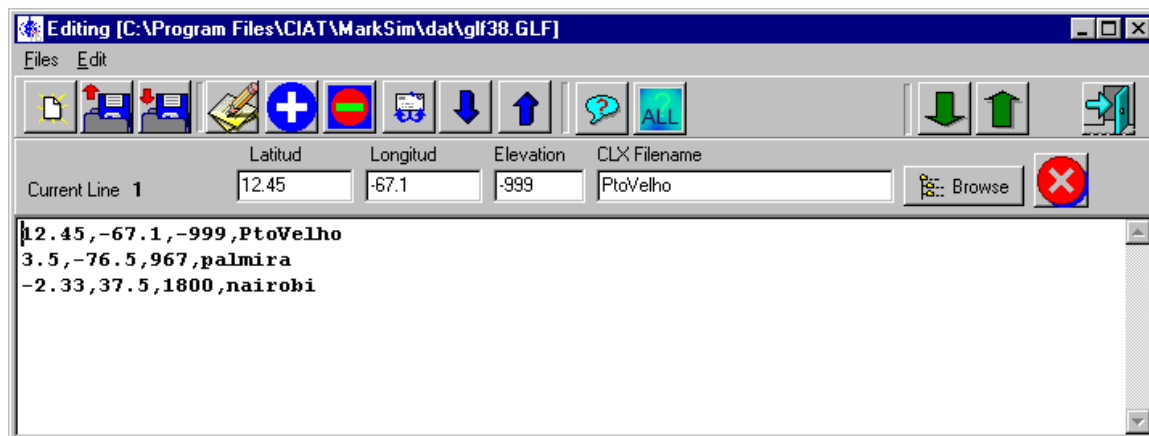 Editing [C:\Program Files\CIAT\MarkSim\dat\glf38.GLF]
Files Edit
ALL
Latitud Longitud Elevation CLX Filename
Current Line 1 12.45 -67.1 -999 PtoVelho Browse
12.45,-67.1,-999,PtoVelho
3.5,-76.5,967,palmira
-2.33,37.5,1800,nairobi